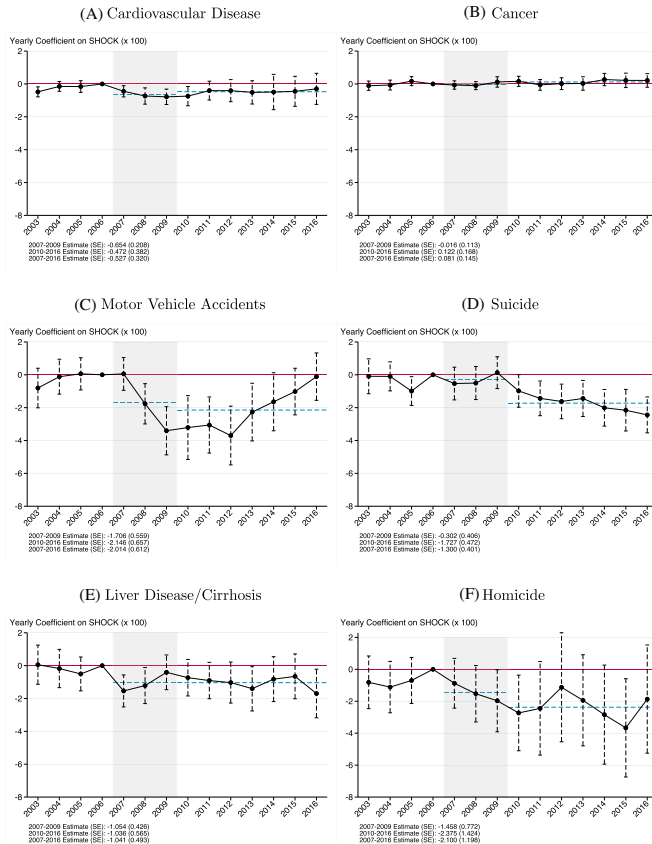 (A) Cardiovascular Disease
Yearly Coefficient on SHOCK (x 100)
2
0
-2
-4
-6
-8
2003 2004 2005 2006 2007 2008 2009 2010 2011 2012 2013 2014 2015 2016
2007-2009 Estimate (SE): -0.654 (0.208)
2010-2016 Estimate (SE): -0.472 (0.382)
2007-2016 Estimate (SE): -0.527 (0.320)
(B) Cancer
Yearly Coefficient on SHOCK (x 100)
2
0
-2
-4
-6
-8
2003 2004 2005 2006 2007 2008 2009 2010 2011 2012 2013 2014 2015 2016
2007-2009 Estimate (SE): -0.016 (0.113)
2010-2016 Estimate (SE): 0.122 (0.168)
2007-2016 Estimate (SE): 0.081 (0.145)
(C) Motor Vehicle Accidents
Yearly Coefficient on SHOCK (x 100)
2
0
-2
-4
-6
-8
2003 2004 2005 2006 2007 2008 2009 2010 2011 2012 2013 2014 2015 2016
2007-2009 Estimate (SE): -1.706 (0.559)
2010-2016 Estimate (SE): -2.146 (0.657)
2007-2016 Estimate (SE): -2.014 (0.612)
(D) Suicide
Yearly Coefficient on SHOCK (x 100)
2
0
-2
-4
-6
-8
2003 2004 2005 2006 2007 2008 2009 2010 2011 2012 2013 2014 2015 2016
2007-2009 Estimate (SE): -0.302 (0.406)
2010-2016 Estimate (SE): -1.727 (0.472)
2007-2016 Estimate (SE): -1.300 (0.401)
(E) Liver Disease/Cirrhosis
Yearly Coefficient on SHOCK (x 100)
2
0
-2
-4
-6
-8
2003 2004 2005 2006 2007 2008 2009 2010 2011 2012 2013 2014 2015 2016
2007-2009 Estimate (SE): -1.054 (0.426)
2010-2016 Estimate (SE): -1.036 (0.565)
2007-2016 Estimate (SE): -1.041 (0.493)
(F) Homicide
Yearly Coefficient on SHOCK (x 100)
2
0
-2
-4
-6
-8
2003 2004 2005 2006 2007 2008 2009 2010 2011 2012 2013 2014 2015 2016
2007-2009 Estimate (SE): -1.458 (0.772)
2010-2016 Estimate (SE): -2.375 (1.424)
2007-2016 Estimate (SE): -2.100 (1.198)